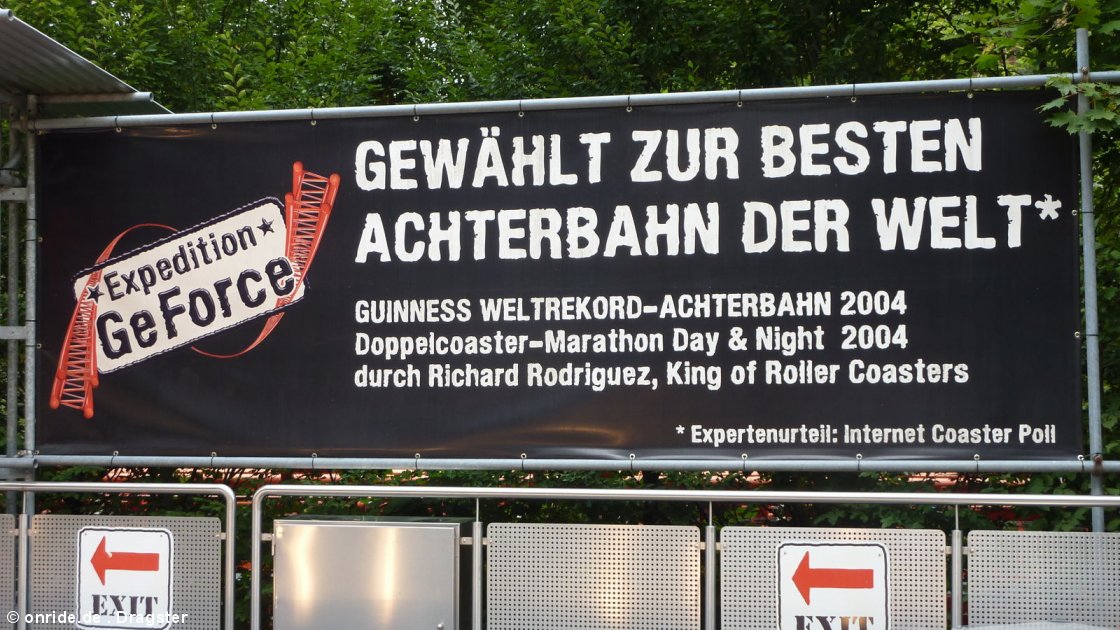 GEWÄHLT ZUR BESTEN
ACHTERBAHN DER WELT*
★Expedition★
GeForce
GUINNESS WELTREKORD-ACHTERBAHN 2004
Doppelcoaster-Marathon Day & Night 2004
durch Richard Rodriguez, King of Roller Coasters
* Expertenurteil: Internet Coaster Poll
EXIT
EXIT
© onride.de . Dragster